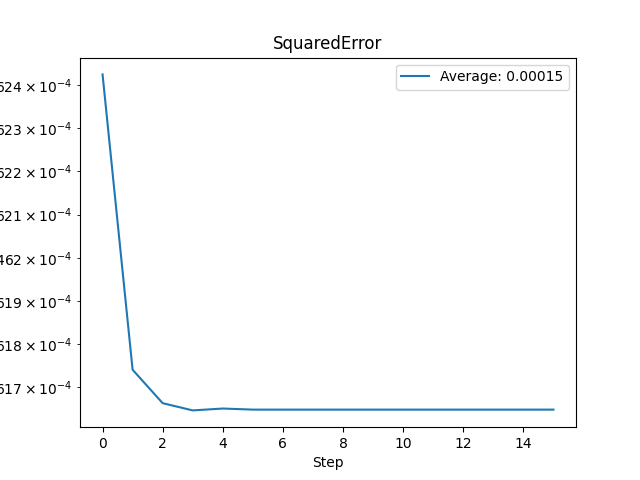 SquaredError
Average: 0.00015
624 × 10⁻⁴
623 × 10⁻⁴
622 × 10⁻⁴
621 × 10⁻⁴
462 × 10⁻⁴
619 × 10⁻⁴
618 × 10⁻⁴
617 × 10⁻⁴
0 2 4 6 8 10 12 14
Step